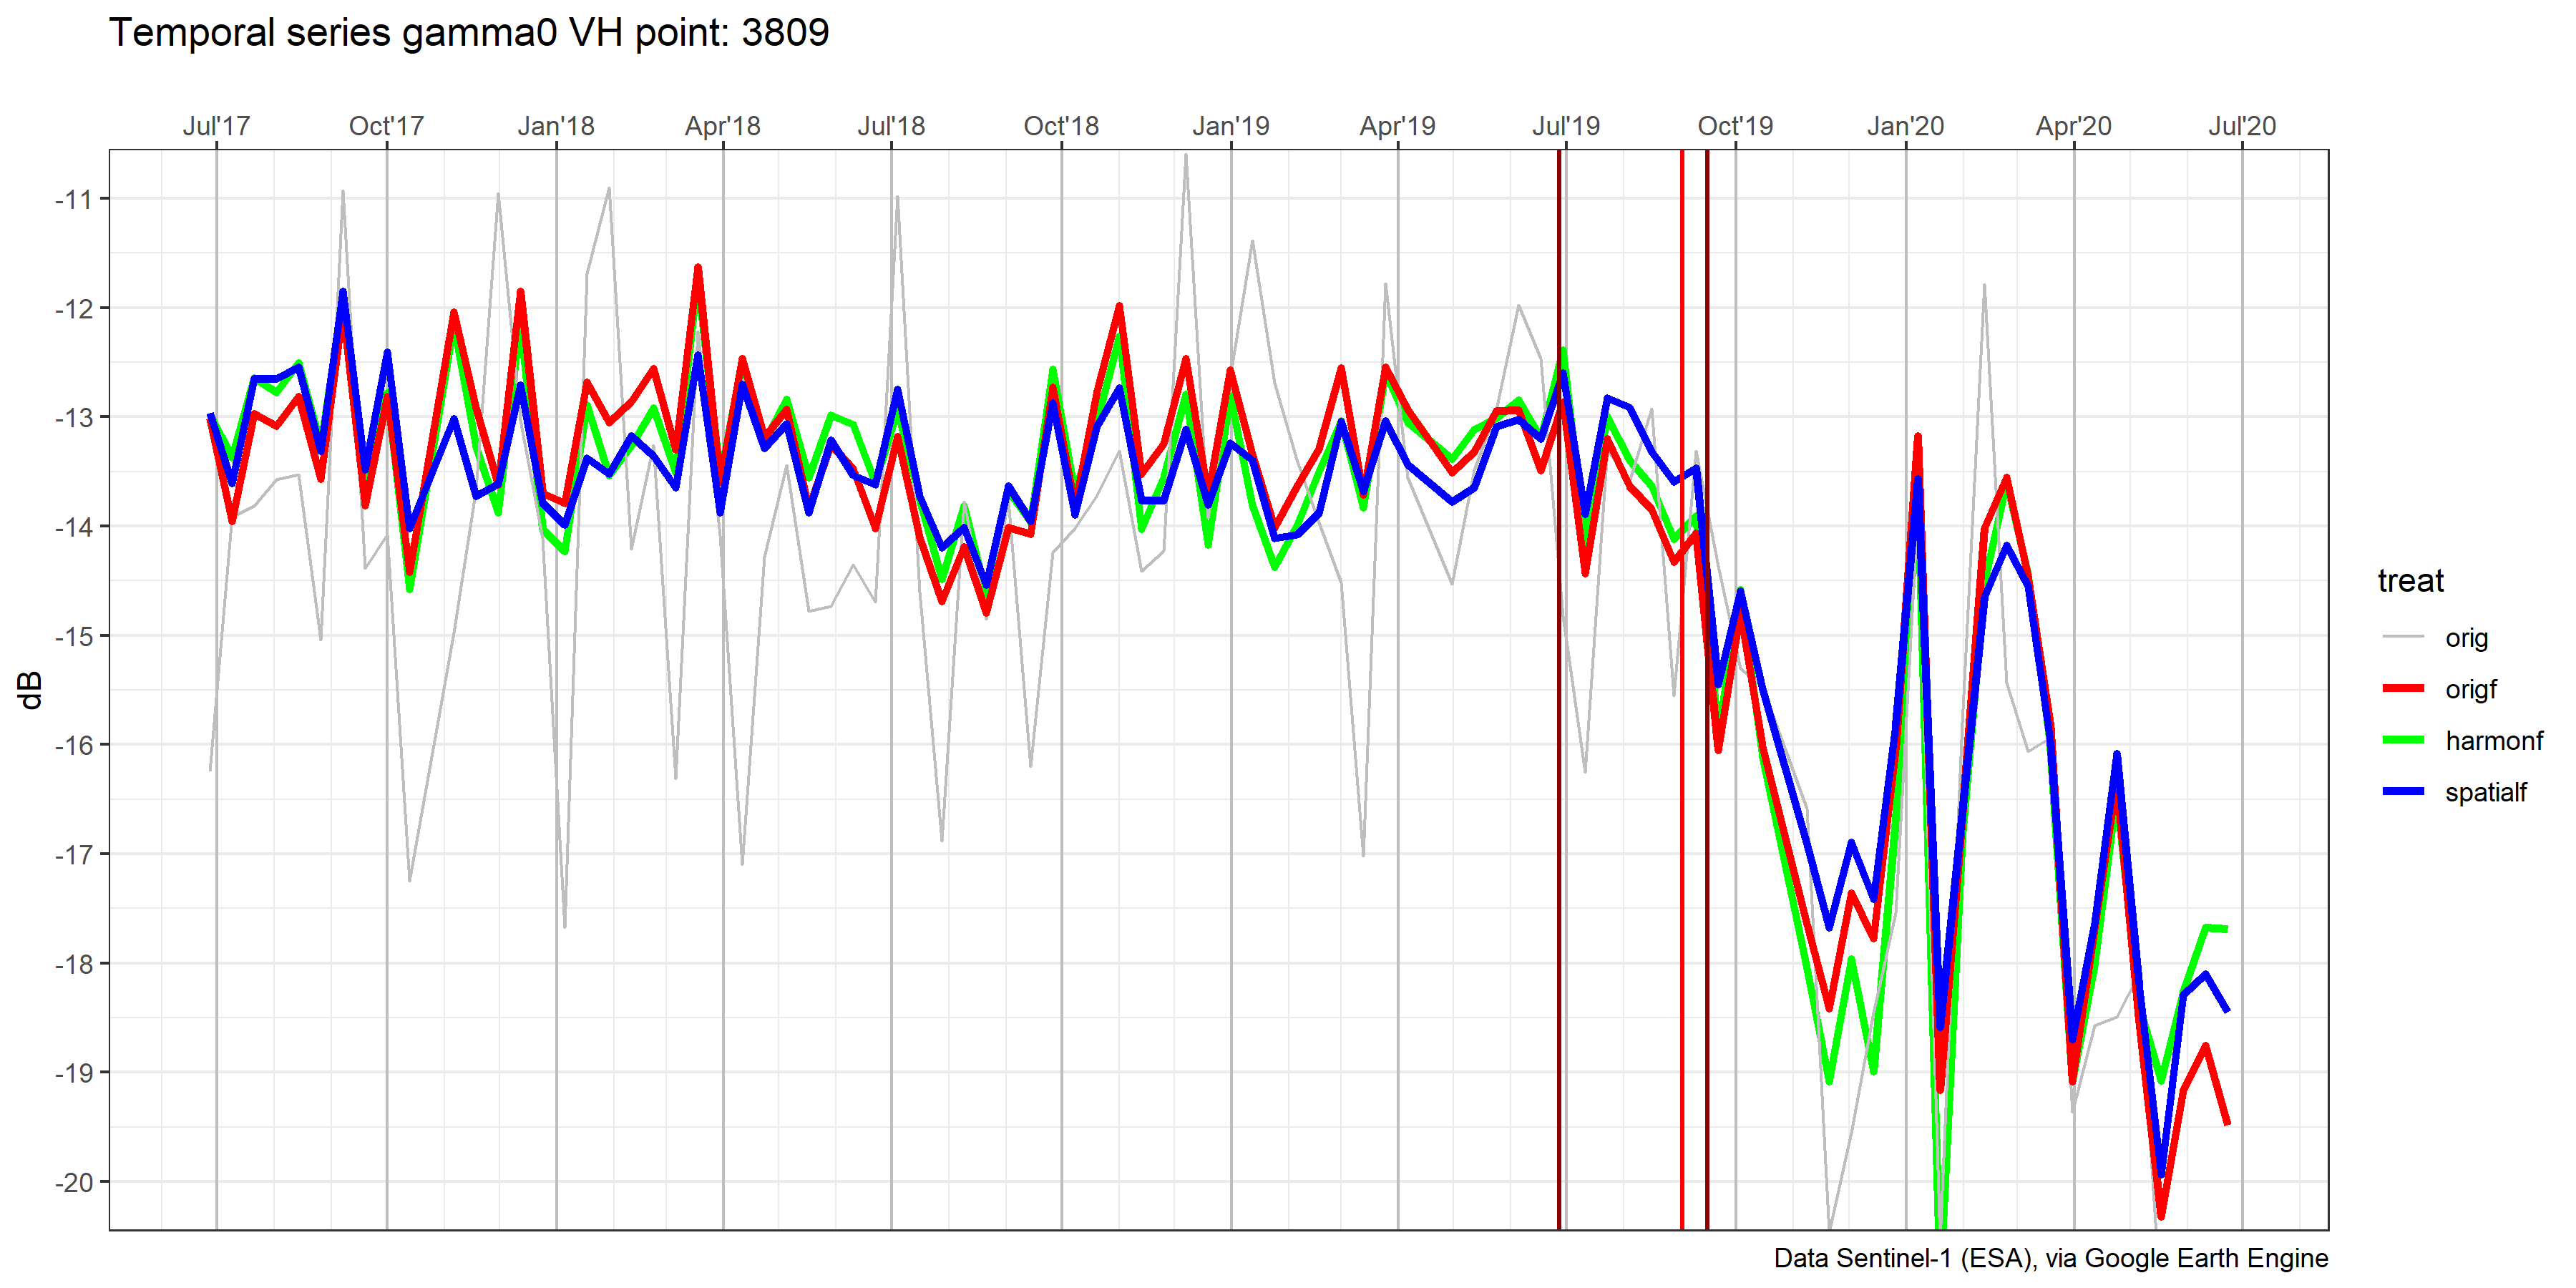 Temporal series gamma0 VH point: 3809
Jul'17 Oct'17 Jan'18 Apr'18 Jul'18 Oct'18 Jan'19 Apr'19 Jul'19 Oct'19 Jan'20 Apr'20 Jul'20
-11
-12
-13
-14
-15
-16
-17
-18
-19
-20
dB
treat
orig
origf
harmonf
spatialf
Data Sentinel-1 (ESA), via Google Earth Engine